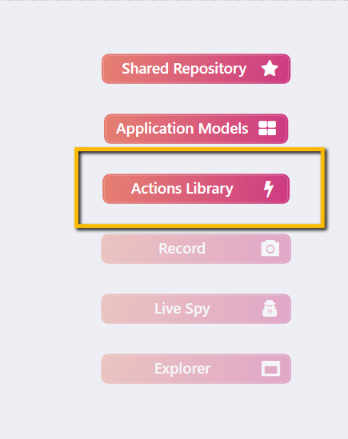 Shared Repository
Application Models
Actions Library
Record
Live Spy
Explorer